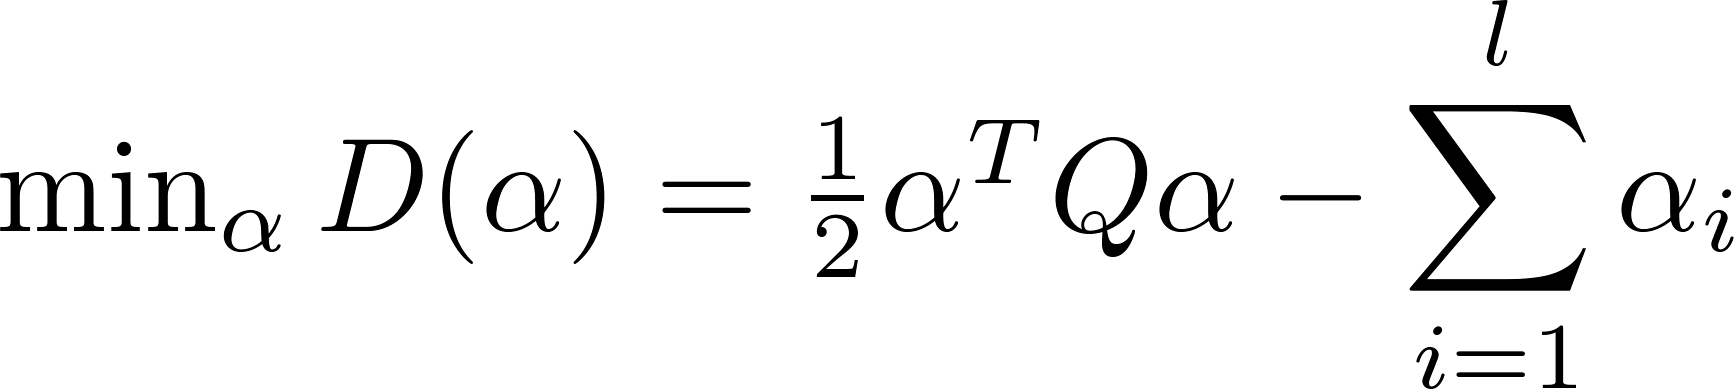 min_α D(α) = ½α^T Qα − ∑_{i=1}^{l} α_i